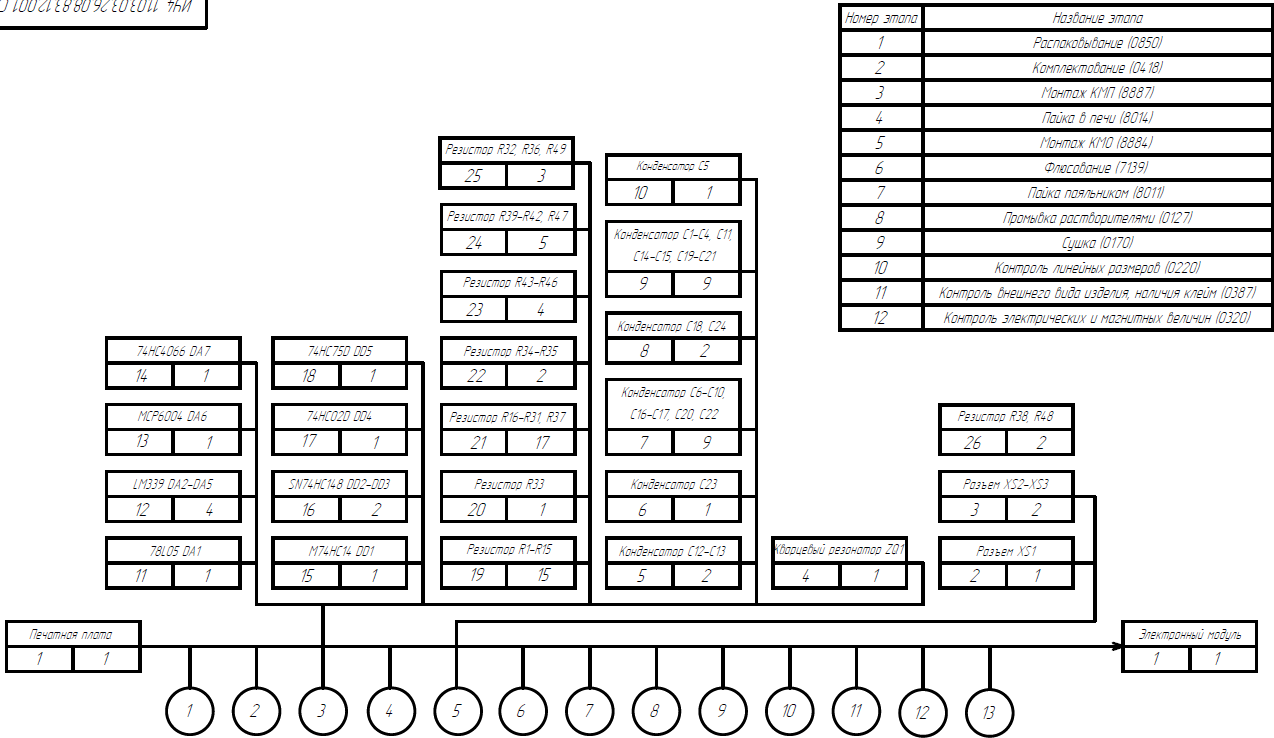 ИУ4. 11.03.03.26.08.83.12.001
Номер этапа Название этапа
1 Распаковывание (0850)
2 Комплектование (0418)
3 Монтаж КМП (8887)
4 Пайка в печи (8014)
5 Монтаж КМО (8884)
6 Флюсование (7139)
7 Пайка паяльником (8011)
8 Промывка растворителями (0127)
9 Сушка (0170)
10 Контроль линейных размеров (0220)
11 Контроль внешнего вида изделия, наличия клейм (0387)
12 Контроль электрических и магнитных величин (0320)
74HC4066 DA7
14 1
MCP6004 DA6
13 1
LM339 DA2-DA5
12 4
78L05 DA1
11 1
74HC75D DD5
18 1
74HC02D DD4
17 1
SN74HC148 DD2-DD3
16 2
M74HC14 DD1
15 1
Резистор R32, R36, R49
25 3
Резистор R39-R42, R47
24 5
Резистор R43-R46
23 4
Резистор R34-R35
22 2
Резистор R16-R31, R37
21 17
Резистор R33
20 1
Резистор R1-R15
19 15
Конденсатор C5
10 1
Конденсатор C1-C4, C11,
C14-C15, C19-C21
9 9
Конденсатор C18, C24
8 2
Конденсатор C6-C10,
C16-C17, C20, C22
7 9
Конденсатор C23
6 1
Конденсатор C12-C13
5 2
Кварцевый резонатор ZQ1
4 1
Резистор R38, R48
26 2
Разъем XS2-XS3
3 2
Разъем XS1
2 1
Печатная плата
1 1
Электронный модуль
1 1
1 2 3 4 5 6 7 8 9 10 11 12 13